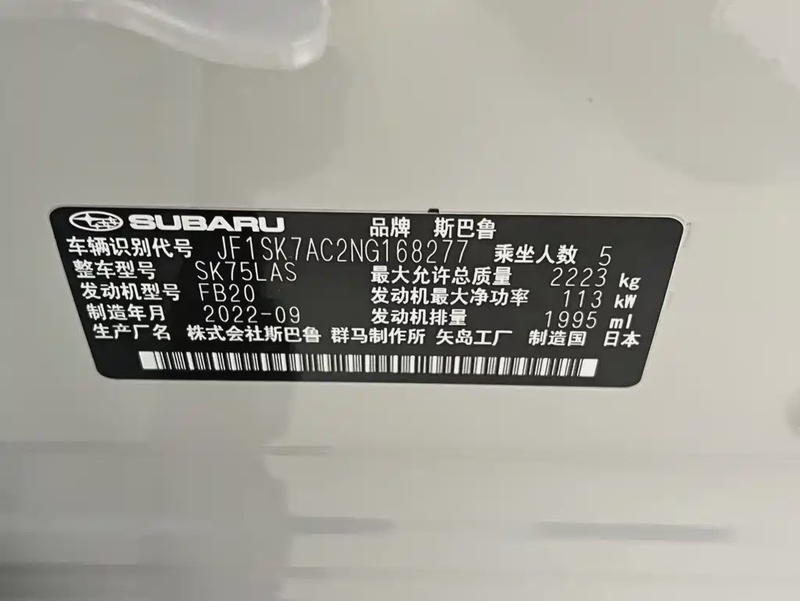 SUBARU 品牌 斯巴鲁
车辆识别代号 JF1SK7AC2NG168277 乘坐人数 5
整车型号 SK75LAS 最大允许总质量 2223 kg
发动机型号 FB20 发动机最大净功率 113 kW
制造年月 2022-09 发动机排量 1995 ml
生产厂名 株式会社斯巴鲁 群马制作所 矢岛工厂 制造国 日本